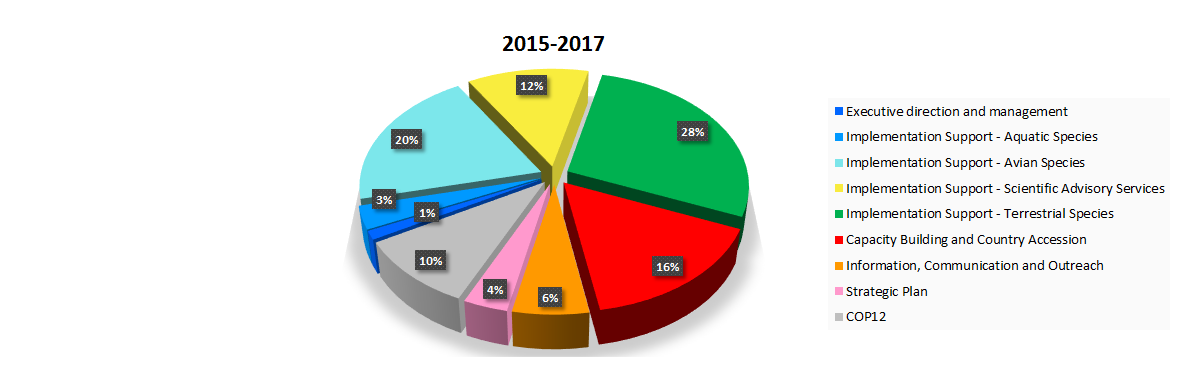 2015-2017
12%
28%
20%
3%
1%
16%
10%
4%
6%
Executive direction and management
Implementation Support - Aquatic Species
Implementation Support - Avian Species
Implementation Support - Scientific Advisory Services
Implementation Support - Terrestrial Species
Capacity Building and Country Accession
Information, Communication and Outreach
Strategic Plan
COP12